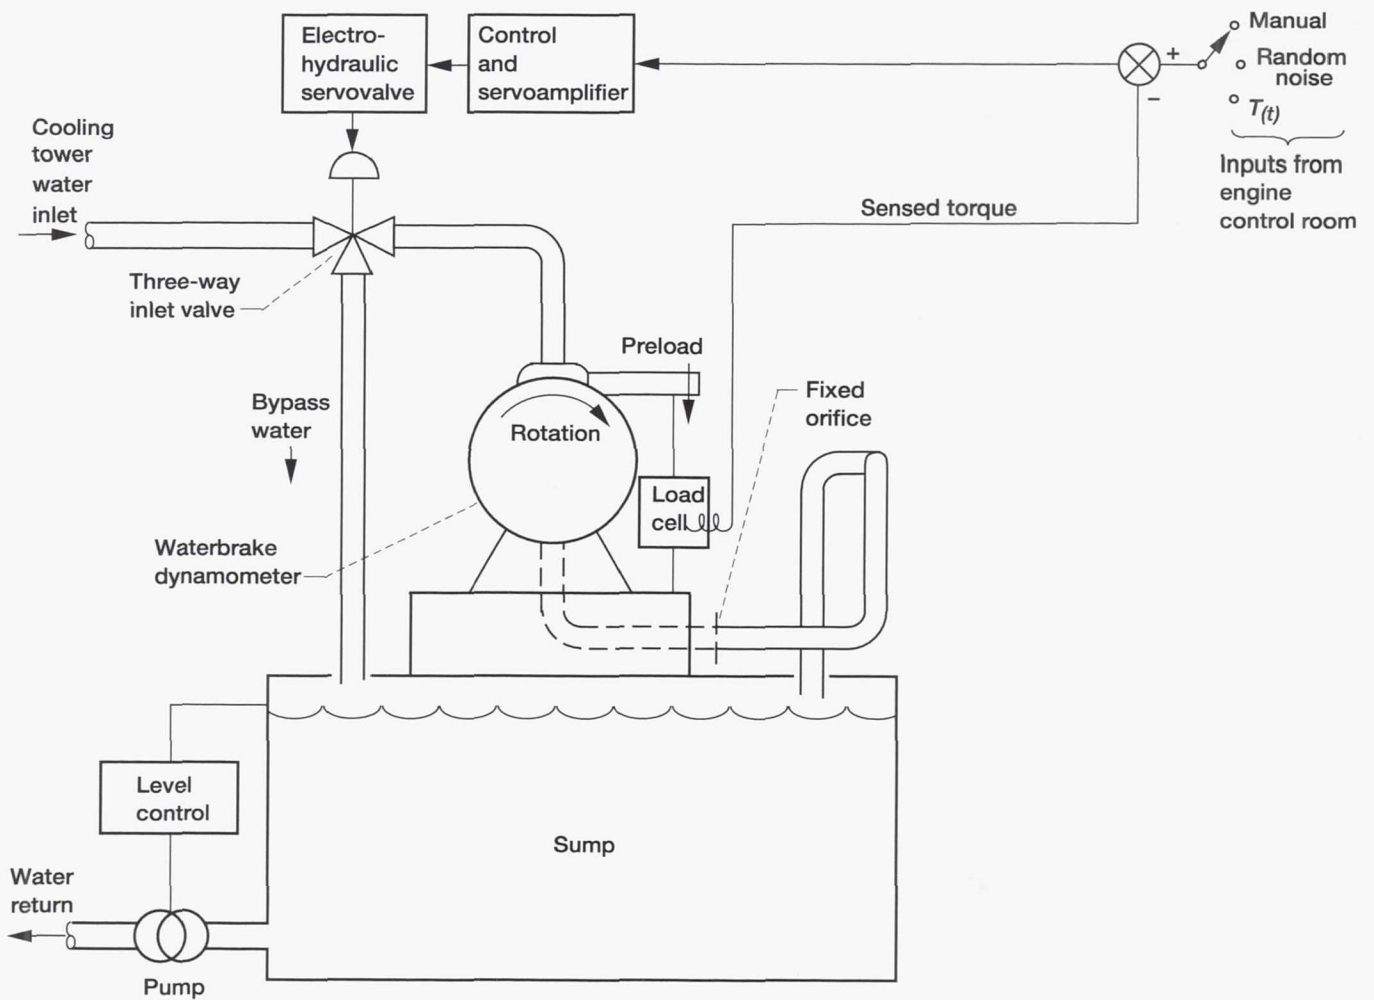 Electro-
hydraulic
servovalve
Control
and
servoamplifier
+
−
Manual
Random
noise
T(t)
Inputs from
engine
control room
Cooling
tower
water
inlet
Sensed torque
Three-way
inlet valve
Preload
Fixed
orifice
Bypass
water
Rotation
Load
cell
Waterbrake
dynamometer
Level
control
Sump
Water
return
Pump